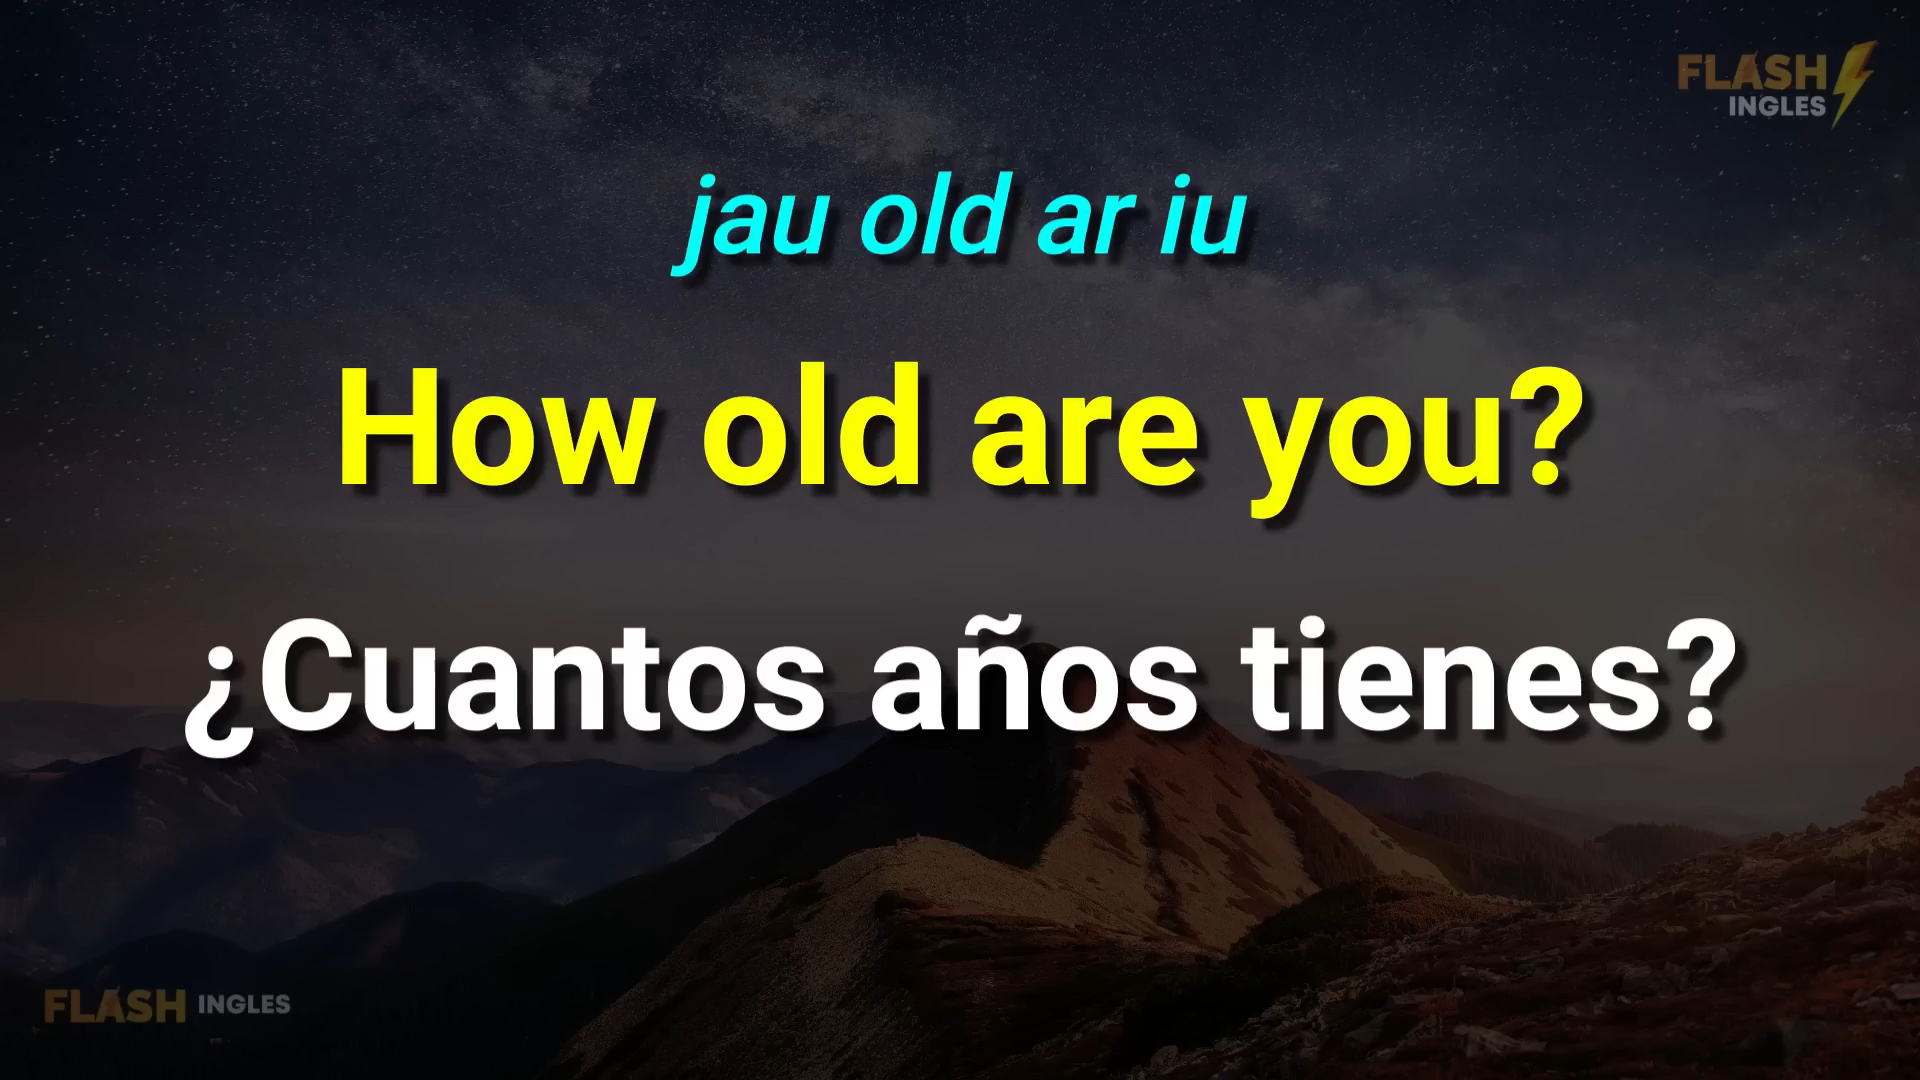 FLASH
INGLES
jau old ar iu
How old are you?
¿Cuantos años tienes?
FLASH INGLES